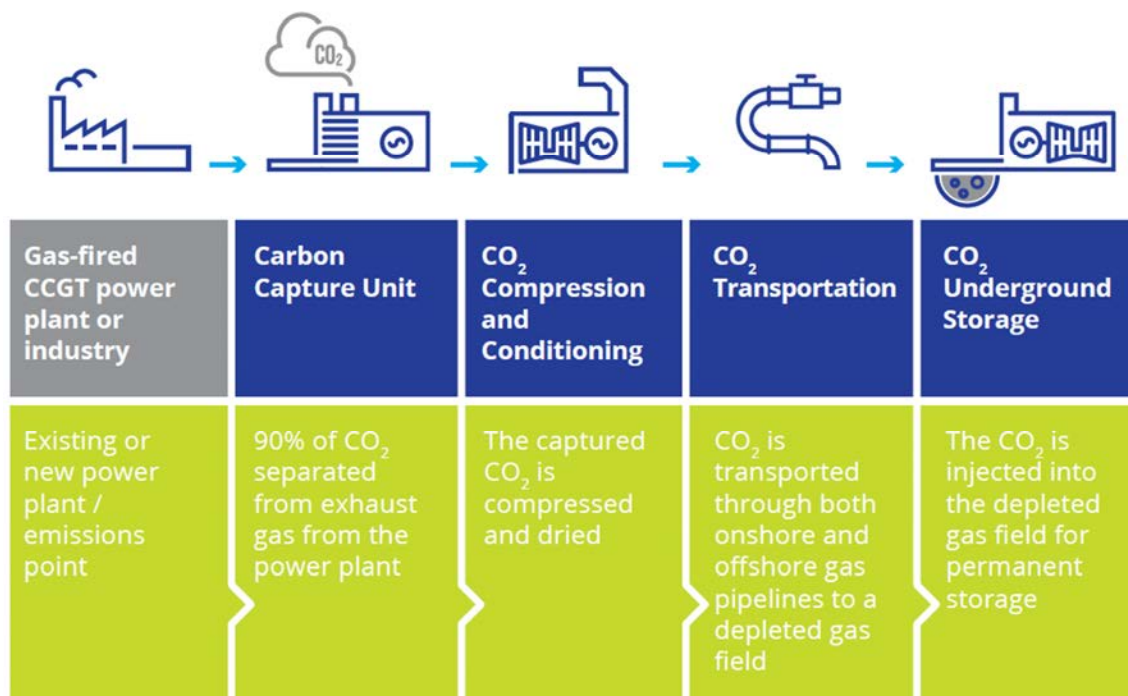 CO₂
Gas-fired
CCGT power
plant or
industry
Carbon
Capture Unit
CO₂
Compression
and
Conditioning
CO₂
Transportation
CO₂
Underground
Storage
Existing or
new power
plant /
emissions
point
90% of CO₂
separated
from exhaust
gas from the
power plant
The captured
CO₂ is
compressed
and dried
CO₂ is
transported
through both
onshore and
offshore gas
pipelines to a
depleted gas
field
The CO₂ is
injected into
the depleted
gas field for
permanent
storage